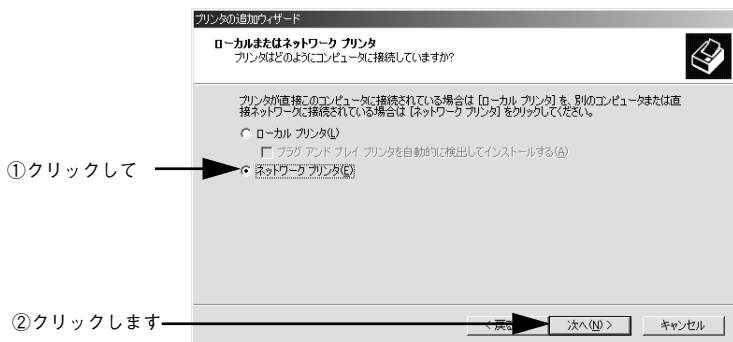 プリンタの追加ウィザード
ローカルまたはネットワーク プリンタ
プリンタはどのようにコンピュータに接続していますか?
プリンタが直接このコンピュータに接続されている場合は [ローカル プリンタ] を、別のコンピュータまたは直
接ネットワークに接続されている場合は [ネットワーク プリンタ] をクリックしてください。
ローカル プリンタ(L)
プラグ アンド プレイ プリンタを自動的に検出してインストールする(A)
①クリックして
ネットワーク プリンタ(E)
②クリックします
< 戻
次へ(N) >
キャンセル